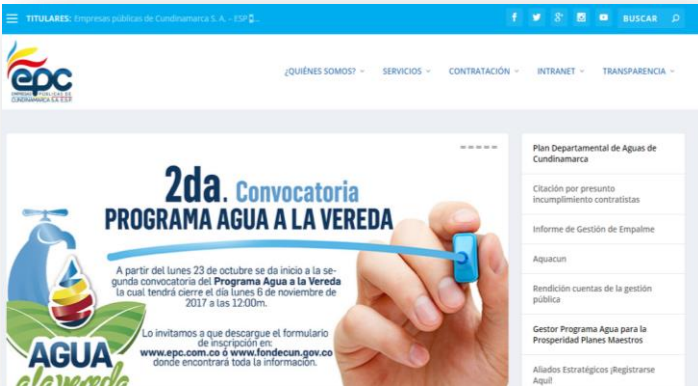 TITULARES: Empresas públicas de Cundinamarca S. A. - ESP
BUSCAR
epc
EMPRESAS PÚBLICAS DE
CUNDINAMARCA S.A. E.S.P.
¿QUIÉNES SOMOS?
SERVICIOS
CONTRATACIÓN
INTRANET
TRANSPARENCIA
2da. Convocatoria
PROGRAMA AGUA A LA VEREDA
A partir del lunes 23 de octubre se da inicio a la se-
gunda convocatoria del Programa Agua a la Vereda
la cual tendrá cierre el día lunes 6 de noviembre de
2017 a las 12:00m.
Lo invitamos a que descargue el formulario
de inscripción en:
www.epc.com.co ó www.fondecun.gov.co
donde encontrará toda la información.
AGUA
a la vereda
Plan Departamental de Aguas de
Cundinamarca
Citación por presunto
incumplimiento contratistas
Informe de Gestión de Empalme
Aquacun
Rendición cuentas de la gestión
pública
Gestor Programa Agua para la
Prosperidad Planes Maestros
Aliados Estratégicos ¡Registrarse
Aquí!